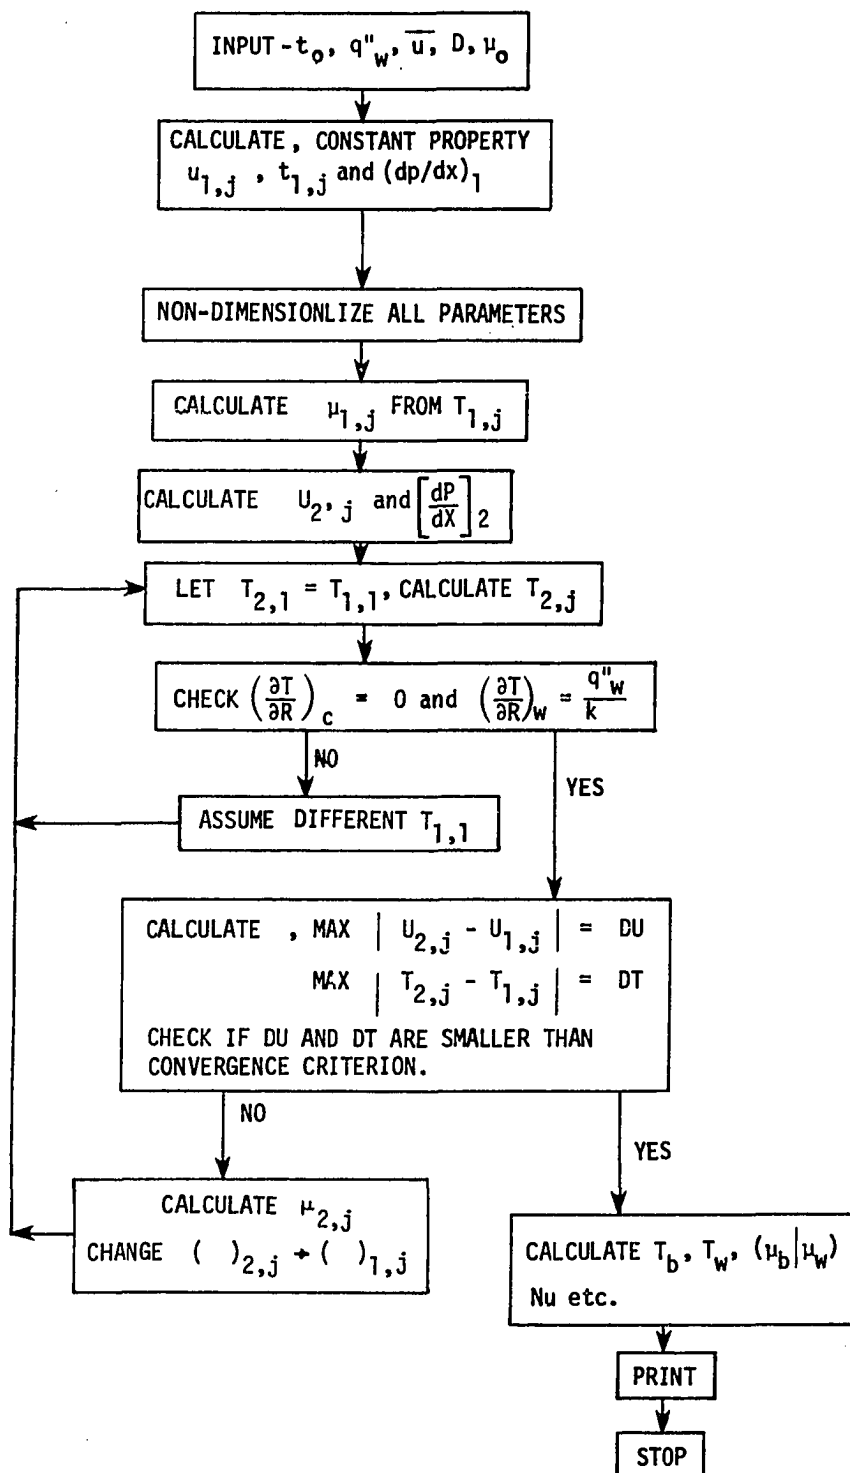 INPUT - t_o, q"_w, u̅, D, μ_o
CALCULATE, CONSTANT PROPERTY
u_1,j , t_1,j and (dp/dx)_1
NON-DIMENSIONLIZE ALL PARAMETERS
CALCULATE μ_1,j FROM T_1,j
CALCULATE U_2,j and [dP/dX]_2
LET T_2,1 = T_1,1, CALCULATE T_2,j
CHECK (∂T/∂R)_c = 0 and (∂T/∂R)_w = q"_w/k
NO
YES
ASSUME DIFFERENT T_1,1
CALCULATE , MAX | U_2,j - U_1,j | = DU
MAX | T_2,j - T_1,j | = DT
CHECK IF DU AND DT ARE SMALLER THAN
CONVERGENCE CRITERION.
NO
YES
CALCULATE μ_2,j
CHANGE ( )_2,j → ( )_1,j
CALCULATE T_b, T_w, (μ_b|μ_w)
Nu etc.
PRINT
STOP